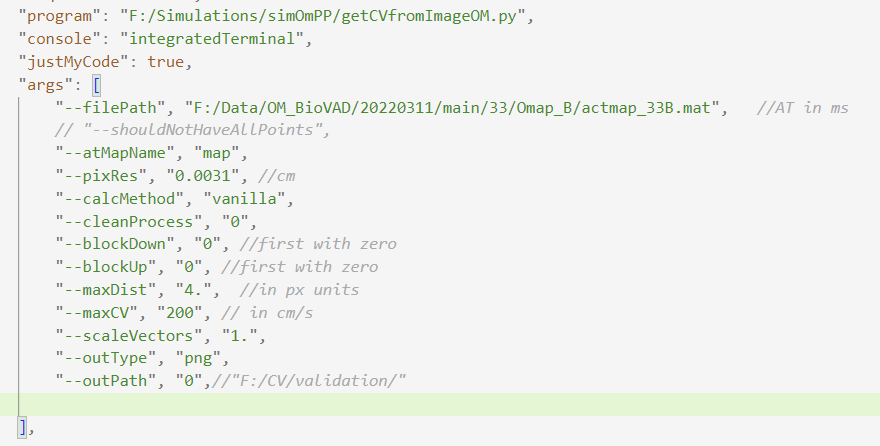 "program": "F:/Simulations/simOmPP/getCVfromImageOM.py",
"console": "integratedTerminal",
"justMyCode": true,
"args": [
"--filePath", "F:/Data/OM_BioVAD/20220311/main/33/Omap_B/actmap_33B.mat", //AT in ms
// "--shouldNotHaveAllPoints",
"--atMapName", "map",
"--pixRes", "0.0031", //cm
"--calcMethod", "vanilla",
"--cleanProcess", "0",
"--blockDown", "0", //first with zero
"--blockUp", "0", //first with zero
"--maxDist", "4.", //in px units
"--maxCV", "200", // in cm/s
"--scaleVectors", "1.",
"--outType", "png",
"--outPath", "0",//"F:/CV/validation/"
],